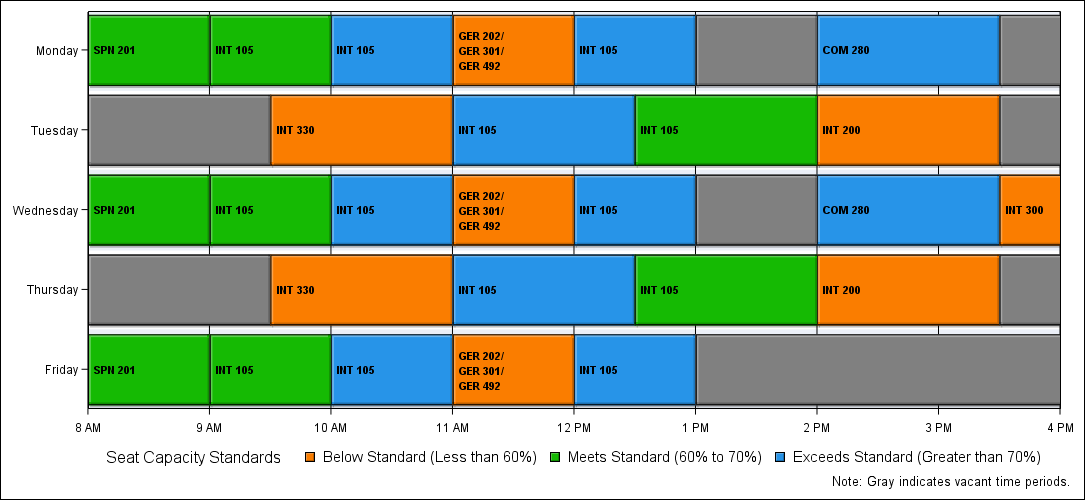 Monday
SPN 201
INT 105
INT 105
GER 202/
GER 301/
GER 492
INT 105
COM 280
Tuesday
INT 330
INT 105
INT 105
INT 200
Wednesday
SPN 201
INT 105
INT 105
GER 202/
GER 301/
GER 492
INT 105
COM 280
INT 300
Thursday
INT 330
INT 105
INT 105
INT 200
Friday
SPN 201
INT 105
INT 105
GER 202/
GER 301/
GER 492
INT 105
8 AM 9 AM 10 AM 11 AM 12 PM 1 PM 2 PM 3 PM 4 PM
Seat Capacity Standards Below Standard (Less than 60%) Meets Standard (60% to 70%) Exceeds Standard (Greater than 70%)
Note: Gray indicates vacant time periods.